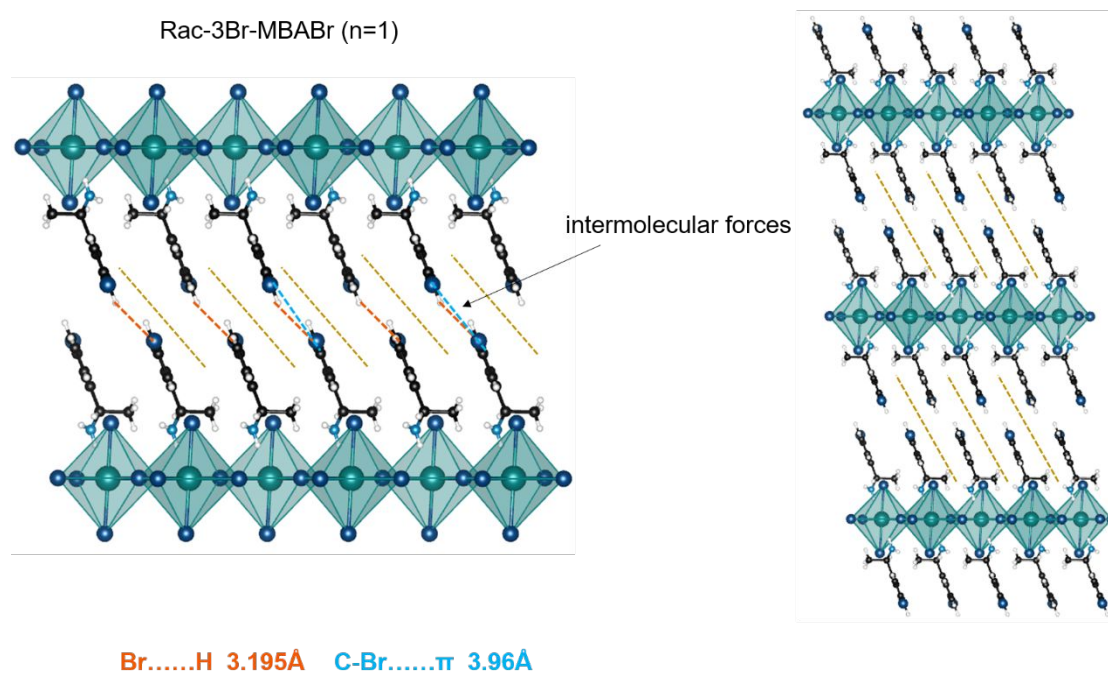 Rac-3Br-MBABr (n=1)
intermolecular forces
Br......H 3.195Å C-Br......π 3.96Å